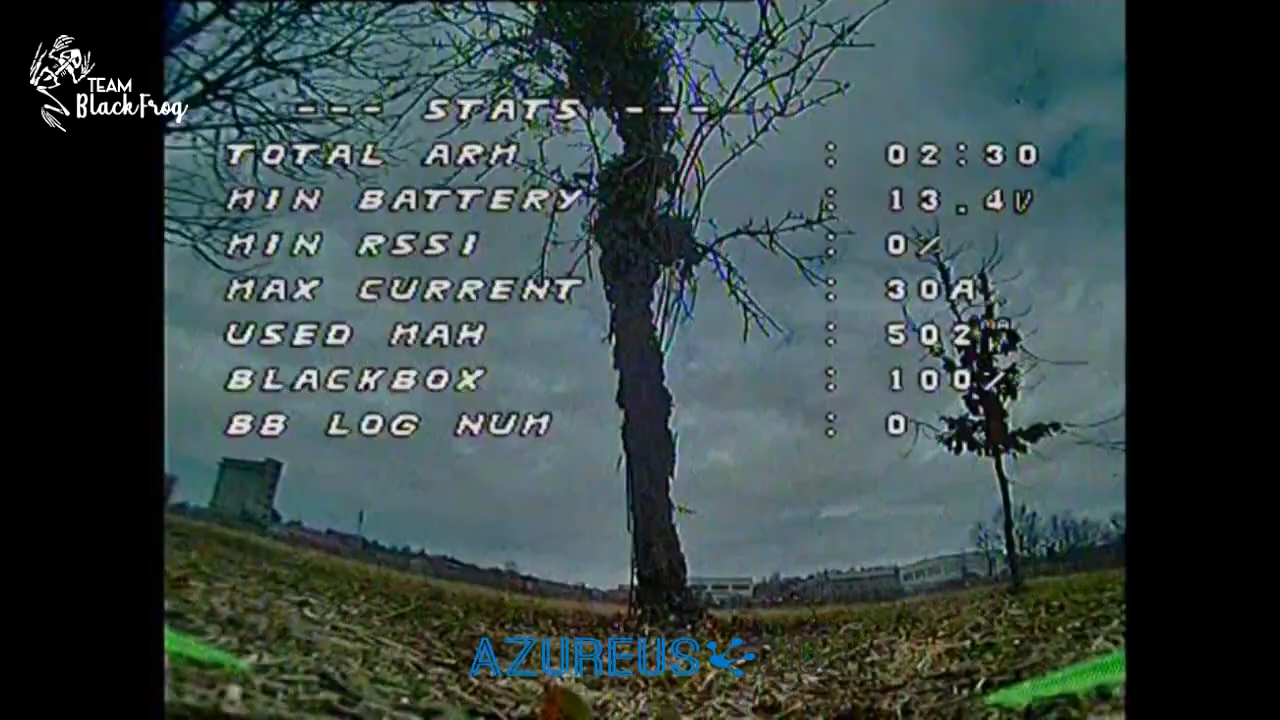 TEAM
BlackFrog
--- STATS ---
TOTAL ARM : 02:30
MIN BATTERY : 13.4V
MIN RSSI : 0%
MAX CURRENT : 30A
USED MAH : 502
BLACKBOX : 100%
BB LOG NUM : 0
AZUREUS